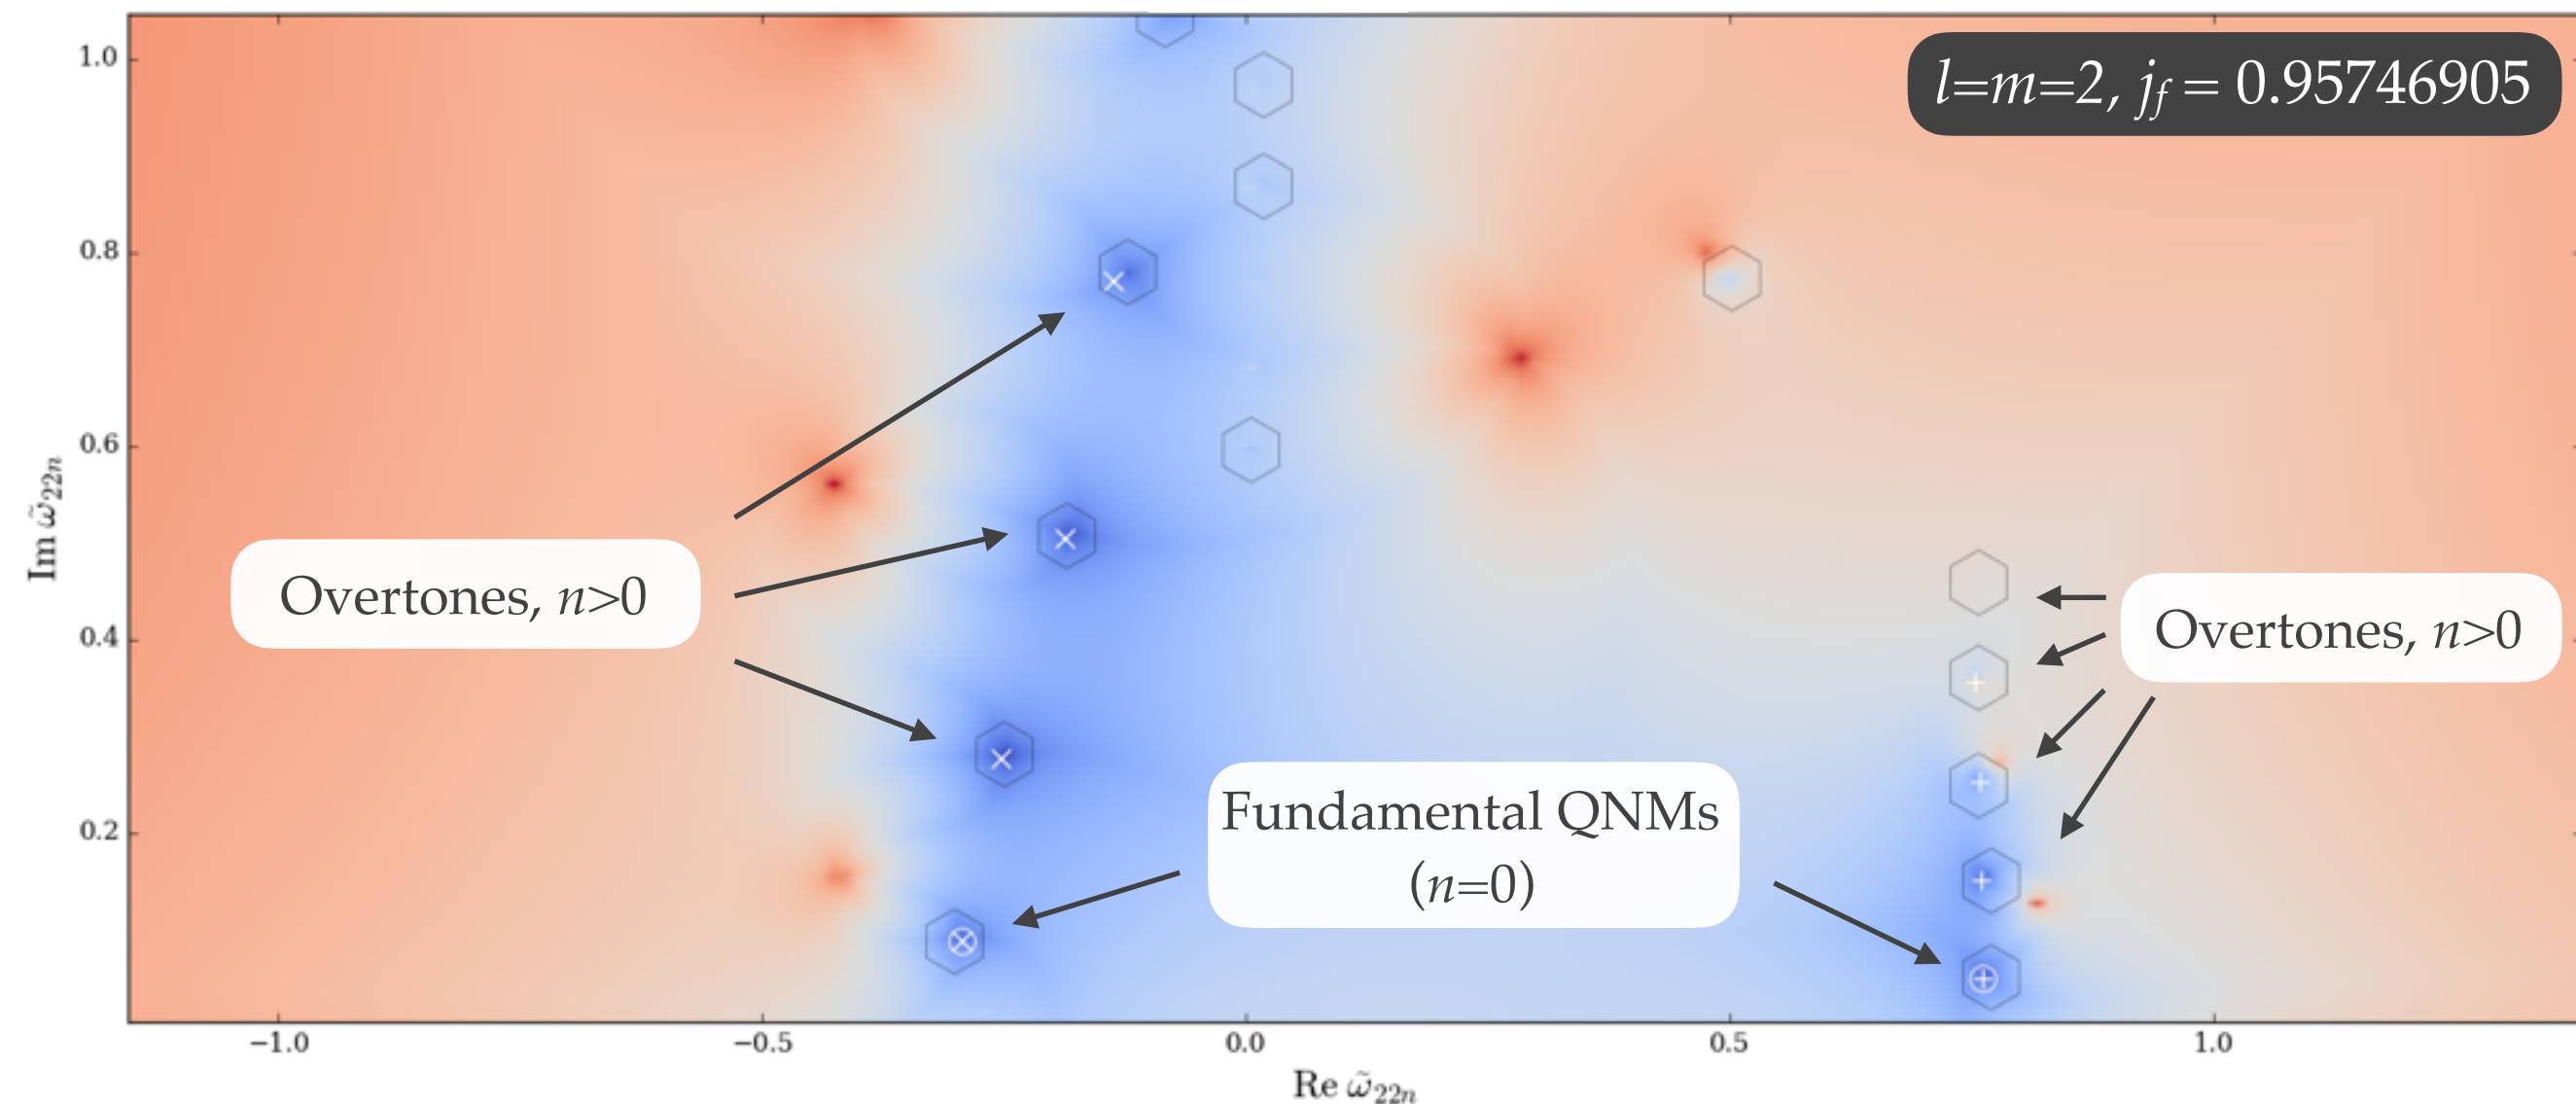 l=m=2, j_f = 0.95746905
1.0
0.8
0.6
0.4
0.2
Im ω̃₂₂ₙ
Overtones, n>0
Overtones, n>0
Fundamental QNMs
(n=0)
−1.0
−0.5
0.0
0.5
1.0
Re ω̃₂₂ₙ